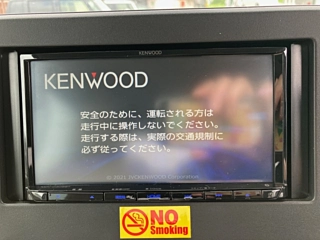 KENWOOD
KENWOOD
安全のために、運転される方は
走行中に操作しないでください。
走行する際は、実際の交通規制に
必ず従ってください。
NO
Smoking